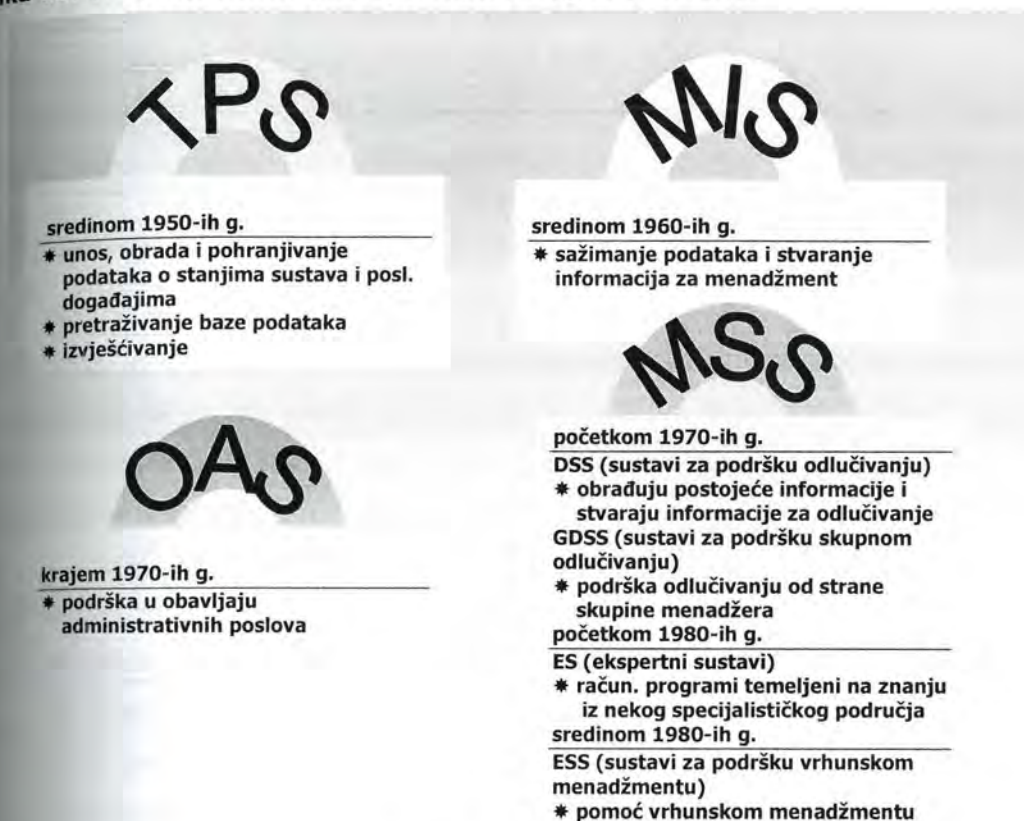 TPS
sredinom 1950-ih g.
* unos, obrada i pohranjivanje
podataka o stanjima sustava i posl.
događajima
* pretraživanje baze podataka
* izvješćivanje
OAS
krajem 1970-ih g.
* podrška u obavljaju
administrativnih poslova
MIS
sredinom 1960-ih g.
* sažimanje podataka i stvaranje
informacija za menadžment
MSS
početkom 1970-ih g.
DSS (sustavi za podršku odlučivanju)
* obrađuju postojeće informacije i
stvaraju informacije za odlučivanje
GDSS (sustavi za podršku skupnom
odlučivanju)
* podrška odlučivanju od strane
skupine menadžera
početkom 1980-ih g.
ES (ekspertni sustavi)
* račun. programi temeljeni na znanju
iz nekog specijalističkog područja
sredinom 1980-ih g.
ESS (sustavi za podršku vrhunskom
menadžmentu)
* pomoć vrhunskom menadžmentu